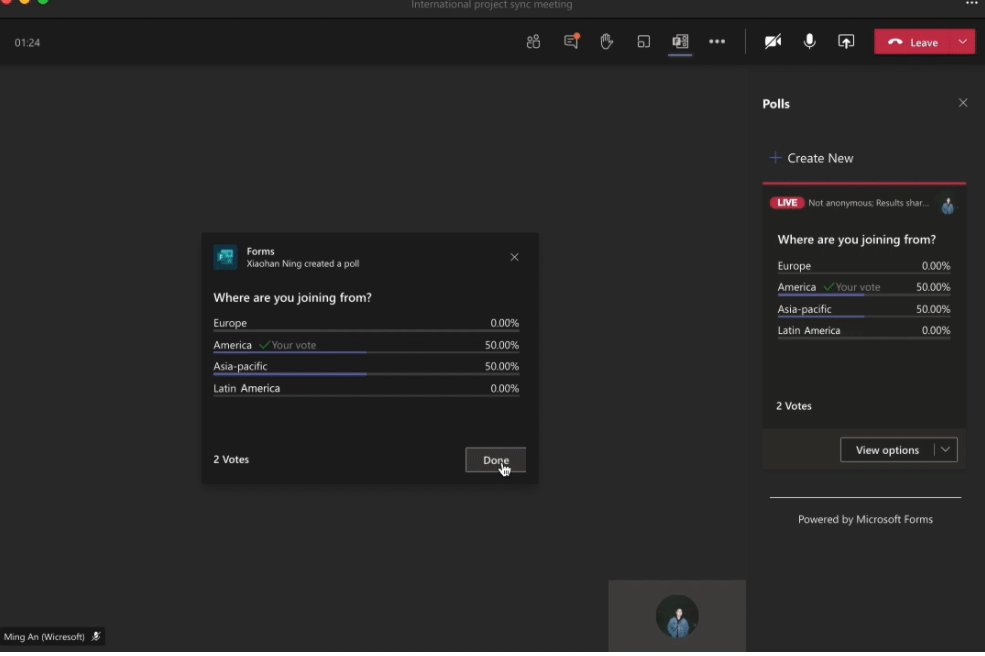 International project sync meeting
01:24
Leave
Polls
Create New
LIVE Not anonymous; Results shar...
Where are you joining from?
Europe 0.00%
America Your vote 50.00%
Asia-pacific 50.00%
Latin America 0.00%
2 Votes
View options
Powered by Microsoft Forms
Forms
Xiaohan Ning created a poll
Where are you joining from?
Europe 0.00%
America Your vote 50.00%
Asia-pacific 50.00%
Latin America 0.00%
2 Votes
Done
Ming An (Wicresoft)